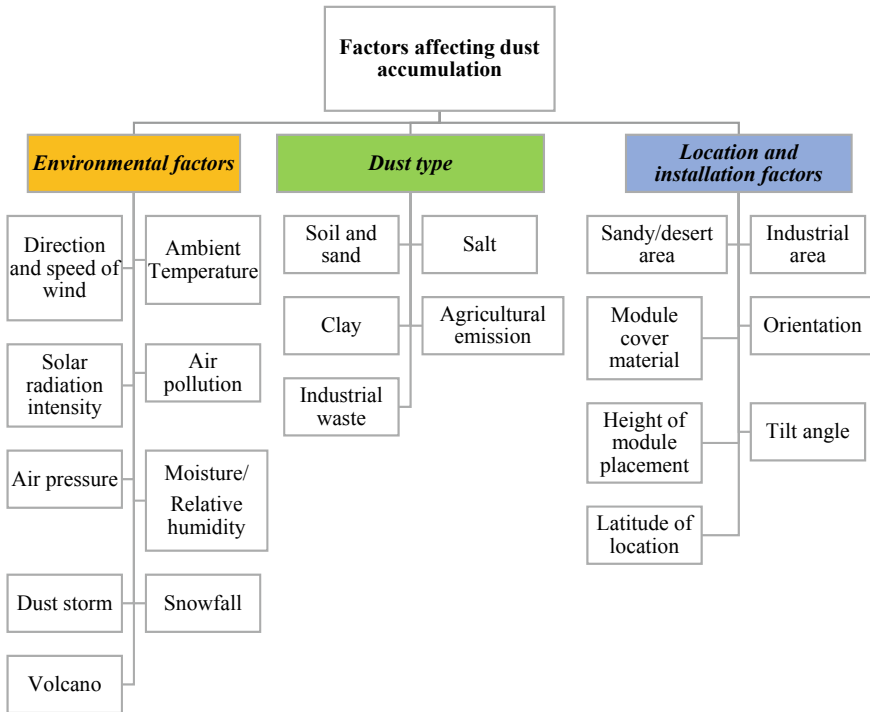 Factors affecting dust
accumulation
Environmental factors
Dust type
Location and
installation factors
Direction
and speed of
wind
Ambient
Temperature
Solar
radiation
intensity
Air
pollution
Air pressure
Moisture/
Relative
humidity
Dust storm
Snowfall
Volcano
Soil and
sand
Salt
Clay
Agricultural
emission
Industrial
waste
Sandy/desert
area
Industrial
area
Module
cover
material
Orientation
Height of
module
placement
Tilt angle
Latitude of
location